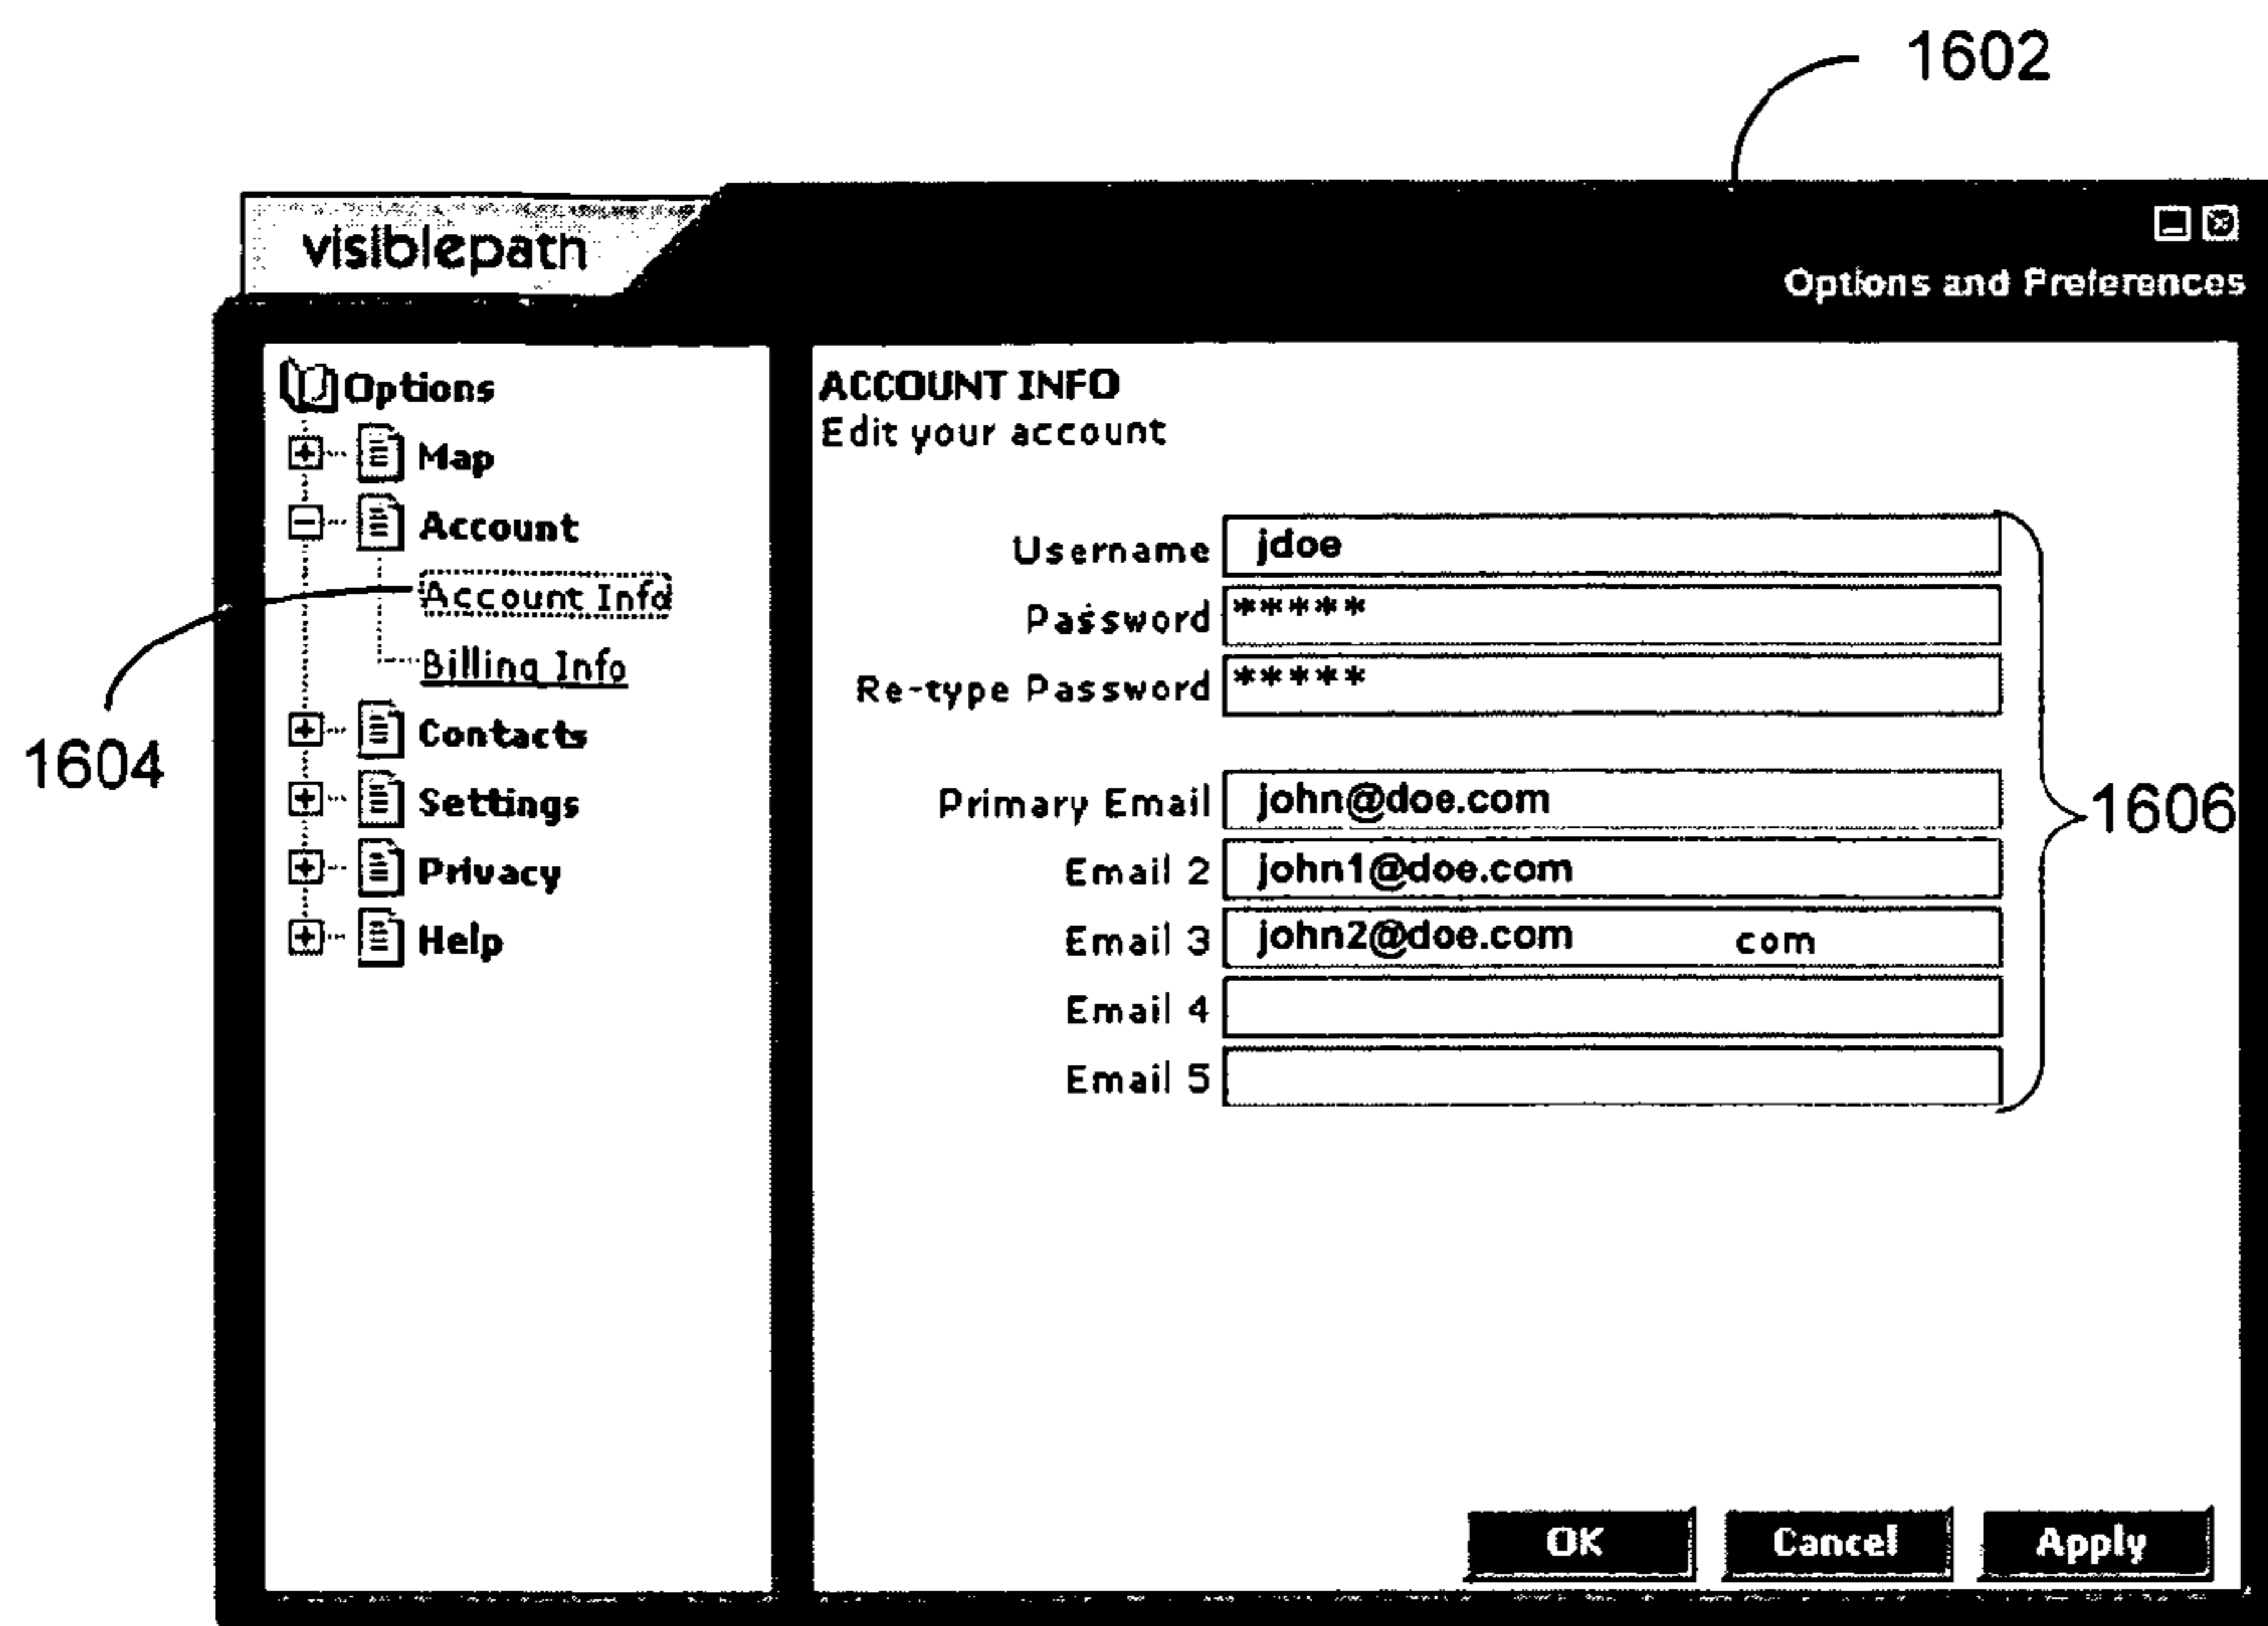 1602
visiblepath
Options and Preferences
Options
Map
Account
Account Info
Billing Info
Contacts
Settings
Privacy
Help
1604
ACCOUNT INFO
Edit your account
Username jdoe
Password *****
Re-type Password *****
Primary Email john@doe.com
Email 2 john1@doe.com
Email 3 john2@doe.com com
Email 4
Email 5
1606
OK Cancel Apply